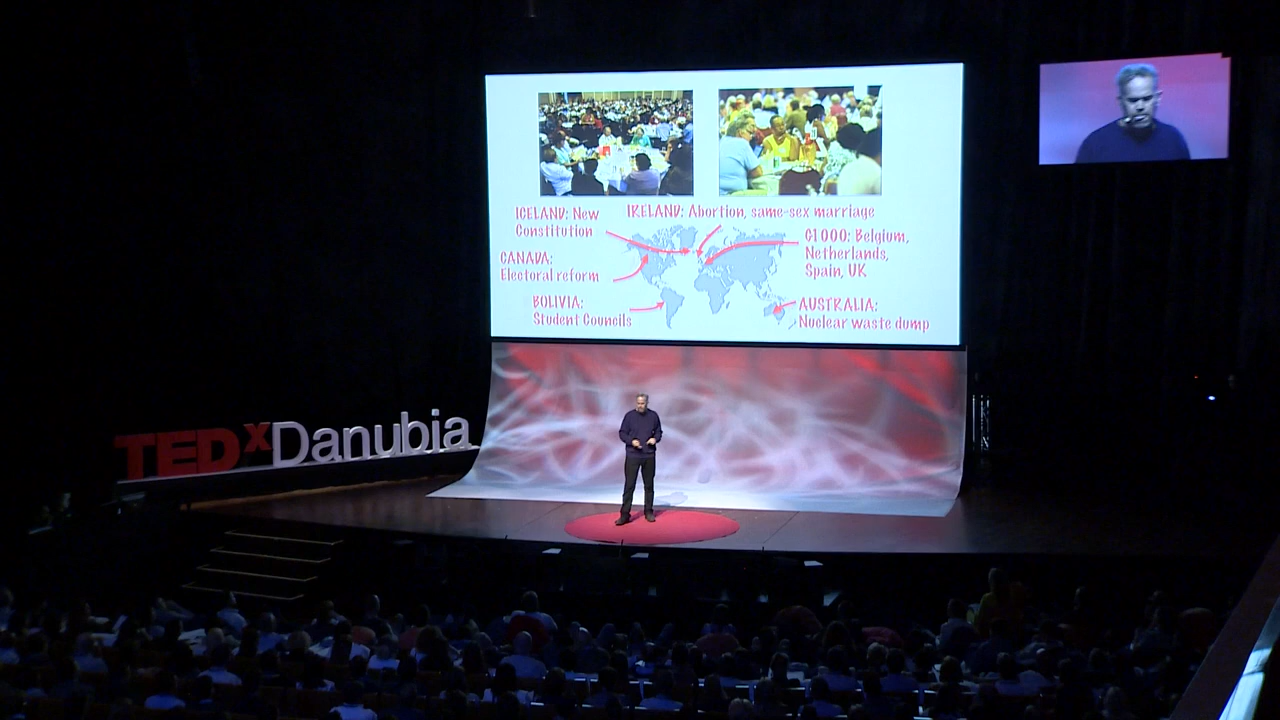 ICELAND: New
Constitution
IRELAND: Abortion, same-sex marriage
G1000: Belgium,
Netherlands,
Spain, UK
CANADA:
Electoral reform
BOLIVIA:
Student Councils
AUSTRALIA:
Nuclear waste dump
TEDxDanubia